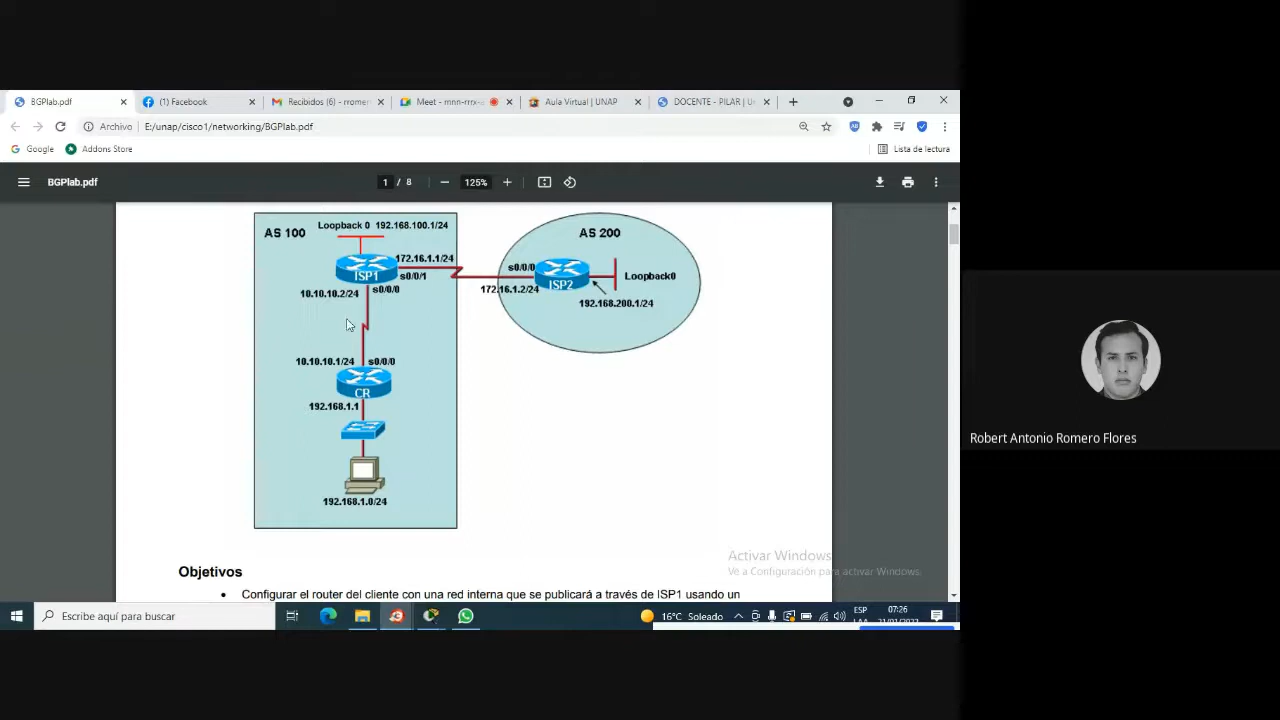 BGPlab.pdf
(1) Facebook
Recibidos (6) - rromer
Meet - mnn-rrrx-
Aula Virtual | UNAP
DOCENTE - PILAR | U
Archivo | E:/unap/cisco1/networking/BGPlab.pdf
Google
Addons Store
Lista de lectura
BGPlab.pdf
1 / 8
125%
AS 100
Loopback 0 192.168.100.1/24
AS 200
172.16.1.1/24
ISP1
s0/0/1
s0/0/0
ISP2
Loopback0
10.10.10.2/24
s0/0/0
172.16.1.2/24
192.168.200.1/24
10.10.10.1/24
s0/0/0
CR
192.168.1.1
192.168.1.0/24
Activar Windows
Ve a Configuración para activar Windows.
Objetivos
• Configurar el router del cliente con una red interna que se publicará a través de ISP1 usando un
Robert Antonio Romero Flores
Escribe aquí para buscar
16°C Soleado
ESP
LAA
07:26